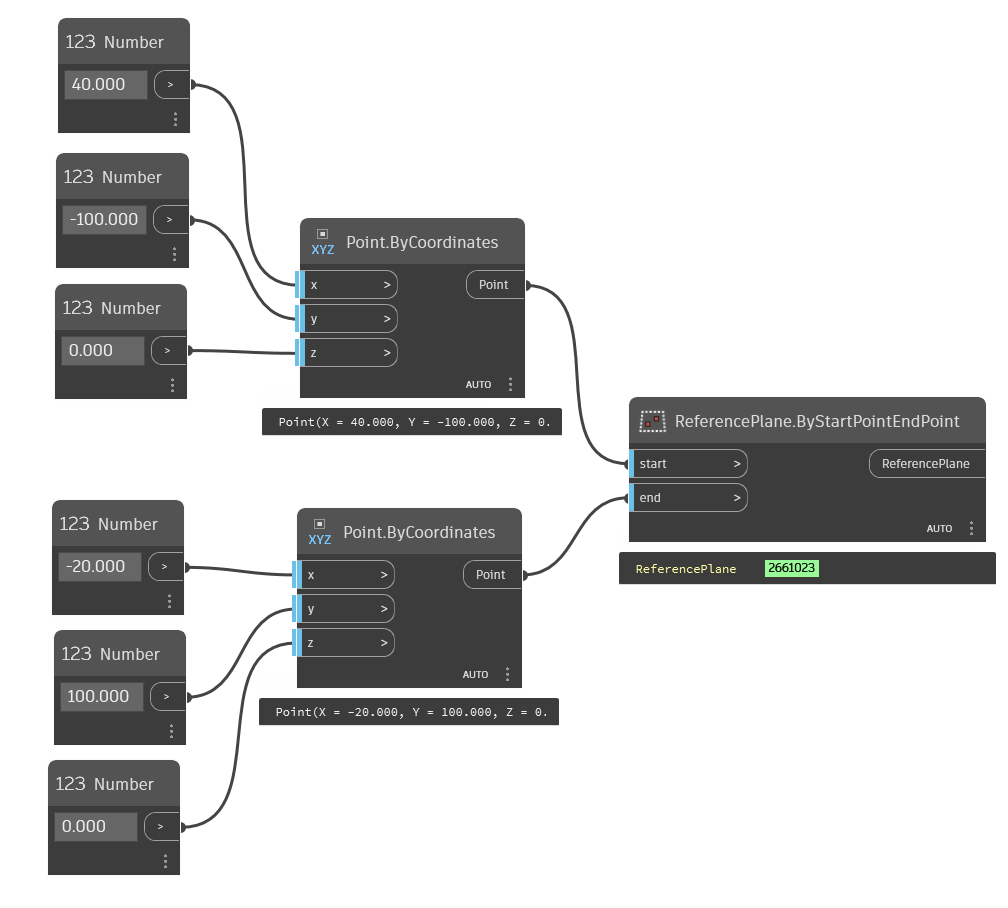 123 Number
40.000 >
123 Number
-100.000 >
123 Number
0.000 >
XYZ Point.ByCoordinates
x > Point
y >
z >
AUTO
Point(X = 40.000, Y = -100.000, Z = 0.
ReferencePlane.ByStartPointEndPoint
start > ReferencePlane
end >
AUTO
ReferencePlane 2661023
123 Number
-20.000 >
123 Number
100.000 >
123 Number
0.000 >
XYZ Point.ByCoordinates
x > Point
y >
z >
AUTO
Point(X = -20.000, Y = 100.000, Z = 0.